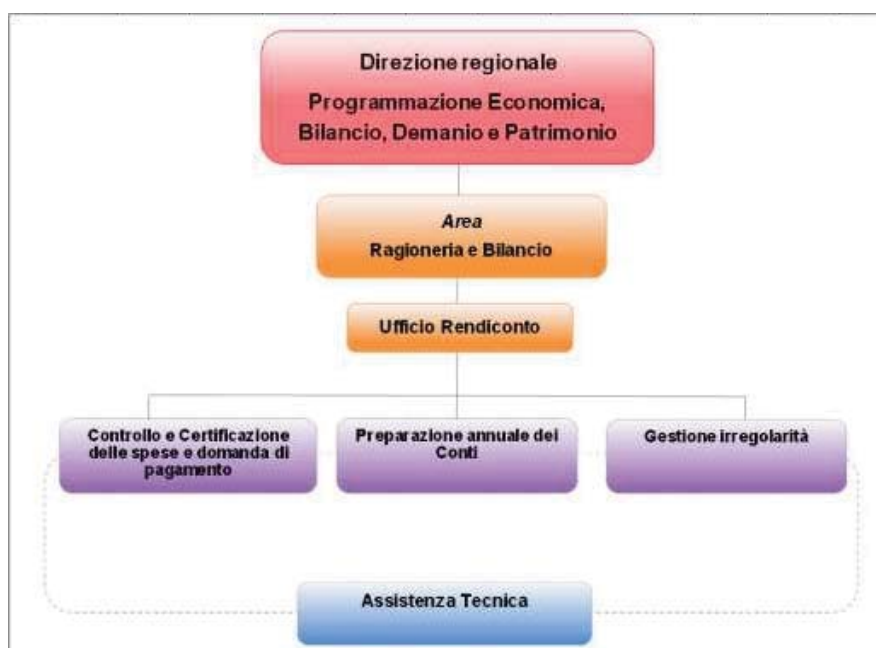 Direzione regionale
Programmazione Economica,
Bilancio, Demanio e Patrimonio
Area
Ragioneria e Bilancio
Ufficio Rendiconto
Controllo e Certificazione
delle spese e domanda di
pagamento
Preparazione annuale dei
Conti
Gestione irregolarità
Assistenza Tecnica